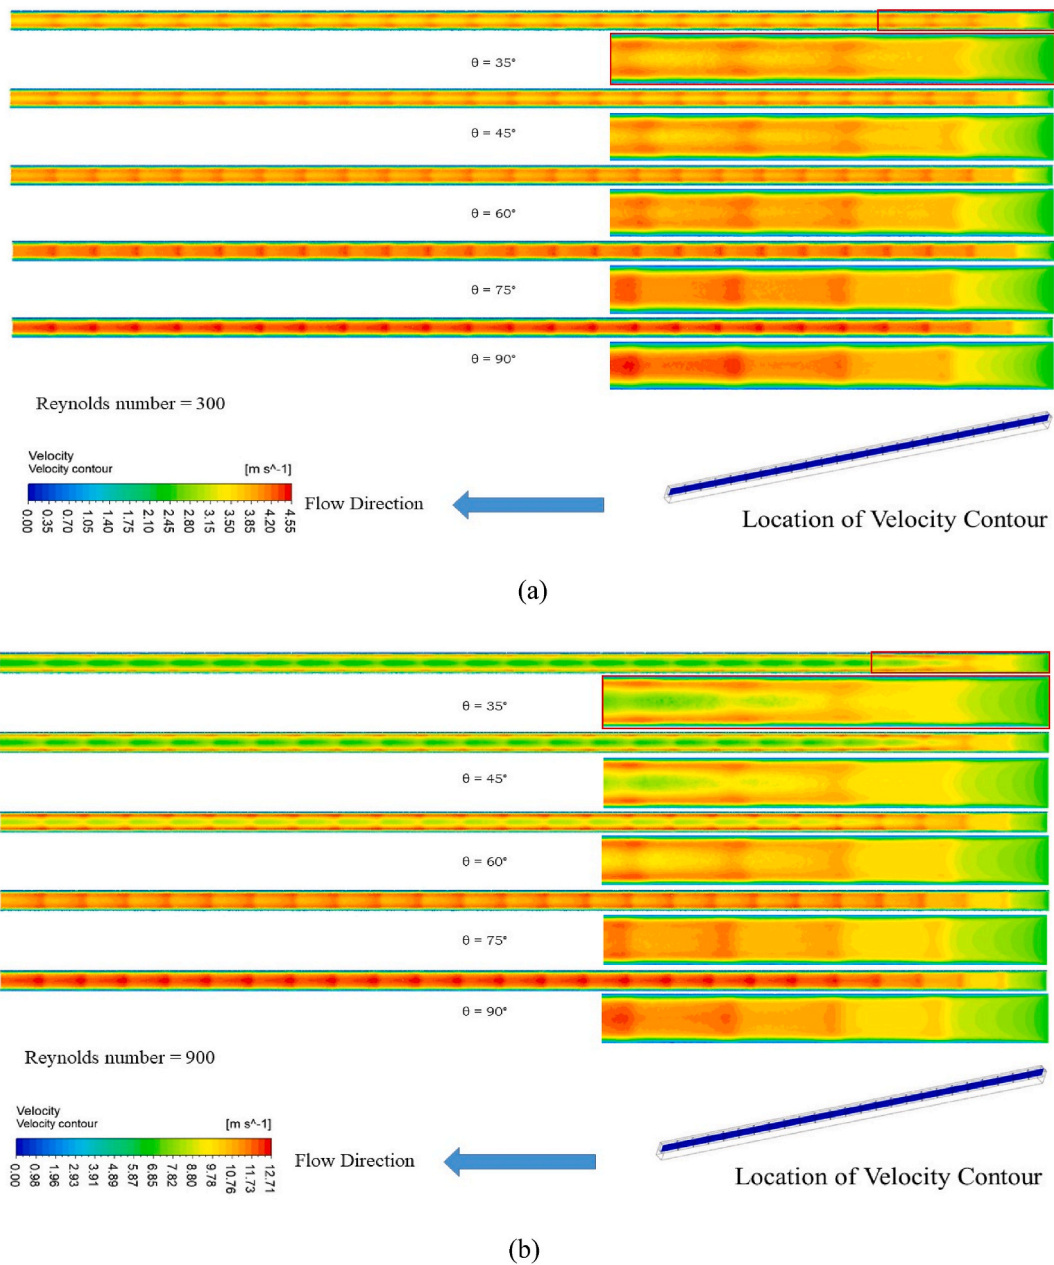 θ = 35°
θ = 45°
θ = 60°
θ = 75°
θ = 90°
Reynolds number = 300
Velocity
Velocity contour [m s^-1]
0.00 0.35 0.70 1.05 1.40 1.75 2.10 2.45 2.80 3.15 3.50 3.85 4.20 4.55
Flow Direction
Location of Velocity Contour
(a)
θ = 35°
θ = 45°
θ = 60°
θ = 75°
θ = 90°
Reynolds number = 900
Velocity
Velocity contour [m s^-1]
0.00 0.98 1.96 2.93 3.91 4.89 5.87 6.85 7.82 8.80 9.78 10.76 11.73 12.71
Flow Direction
Location of Velocity Contour
(b)